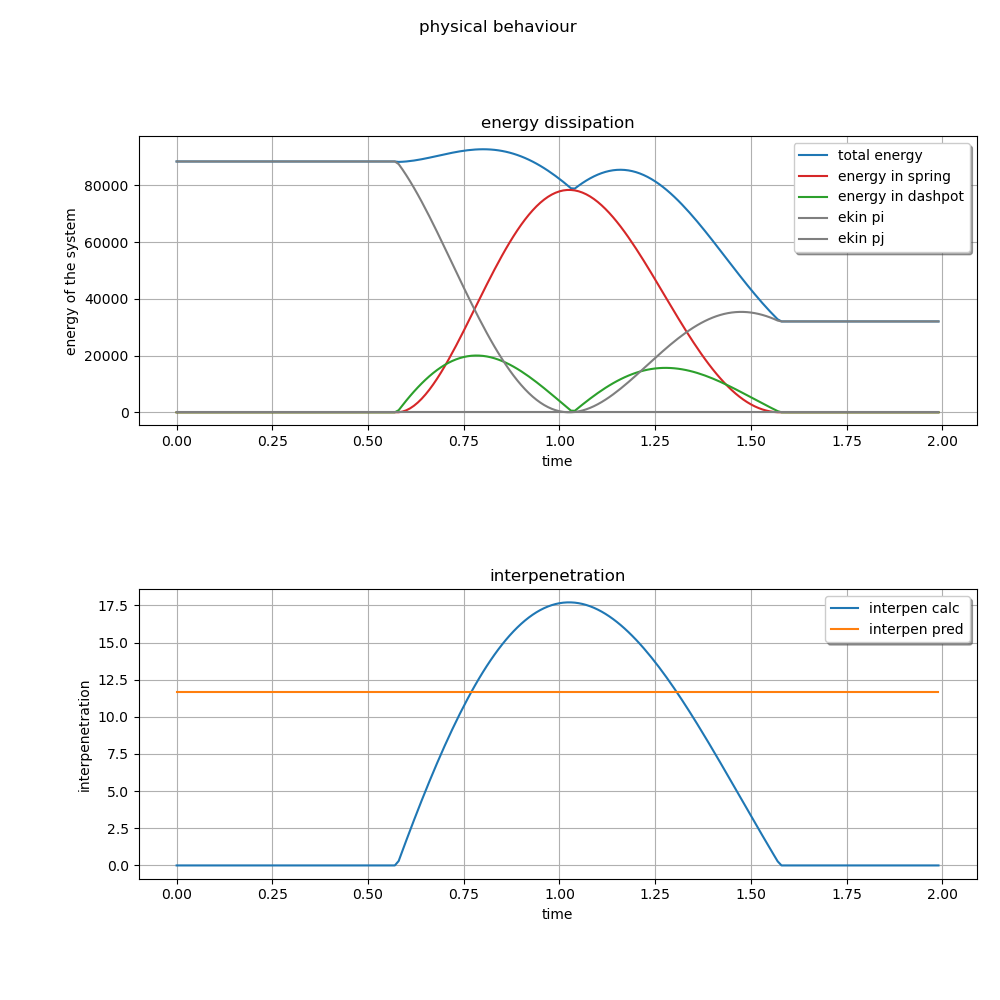 physical behaviour
energy dissipation
energy of the system
80000
60000
40000
20000
0
total energy
energy in spring
energy in dashpot
ekin pi
ekin pj
0.00 0.25 0.50 0.75 1.00 1.25 1.50 1.75 2.00
time
interpenetration
interpenetration
17.5
15.0
12.5
10.0
7.5
5.0
2.5
0.0
interpen calc
interpen pred
0.00 0.25 0.50 0.75 1.00 1.25 1.50 1.75 2.00
time